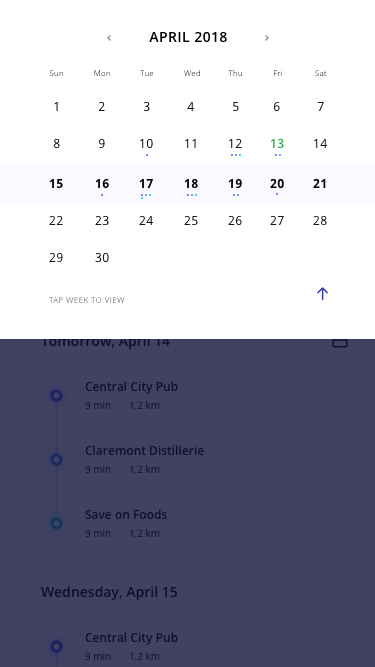 ‹ APRIL 2018 ›
Sun Mon Tue Wed Thu Fri Sat
1 2 3 4 5 6 7
8 9 10 11 12 13 14
15 16 17 18 19 20 21
22 23 24 25 26 27 28
29 30
TAP WEEK TO VIEW
Tomorrow, April 14
Central City Pub
9 min 1.2 km
Claremont Distillerie
9 min 1.2 km
Save on Foods
9 min 1.2 km
Wednesday, April 15
Central City Pub
9 min 1.2 km